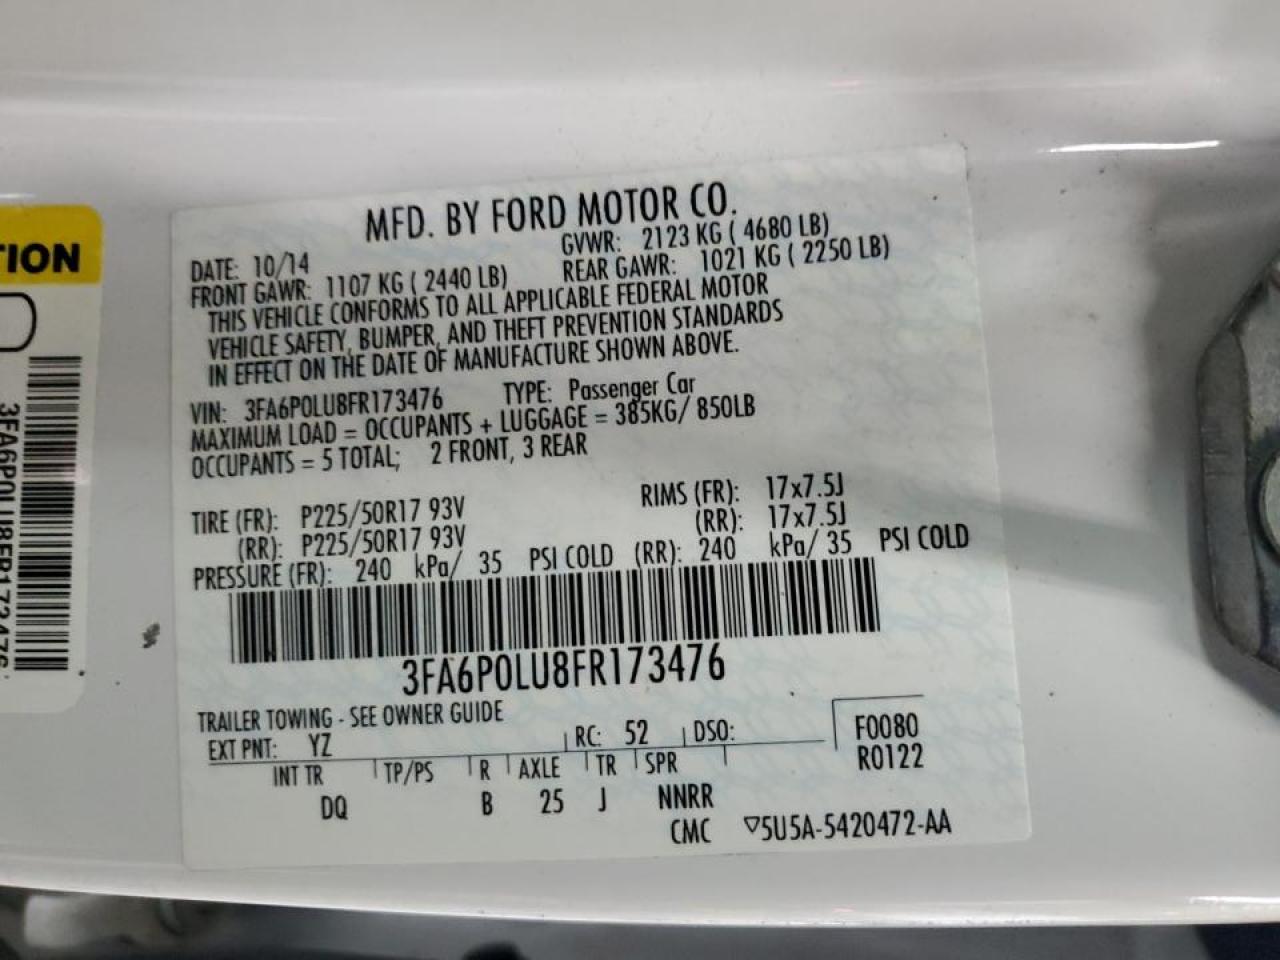 TION
3FA6P0LU8FR173476
MFD. BY FORD MOTOR CO.
DATE: 10/14
GVWR: 2123 KG ( 4680 LB)
FRONT GAWR: 1107 KG ( 2440 LB)
REAR GAWR: 1021 KG ( 2250 LB)
THIS VEHICLE CONFORMS TO ALL APPLICABLE FEDERAL MOTOR
VEHICLE SAFETY, BUMPER, AND THEFT PREVENTION STANDARDS
IN EFFECT ON THE DATE OF MANUFACTURE SHOWN ABOVE.
VIN: 3FA6P0LU8FR173476 TYPE: Passenger Car
MAXIMUM LOAD = OCCUPANTS + LUGGAGE = 385KG/ 850LB
OCCUPANTS = 5 TOTAL; 2 FRONT, 3 REAR
TIRE (FR): P225/50R17 93V RIMS (FR): 17x7.5J
(RR): P225/50R17 93V (RR): 17x7.5J
PRESSURE (FR): 240 kPa/ 35 PSI COLD (RR): 240 kPa/ 35 PSI COLD
3FA6P0LU8FR173476
TRAILER TOWING - SEE OWNER GUIDE
EXT PNT: YZ RC: 52 DSO: F0080
INT TR TP/PS R AXLE TR SPR R0122
DQ B 25 J NNRR
CMC ▽5U5A-5420472-AA